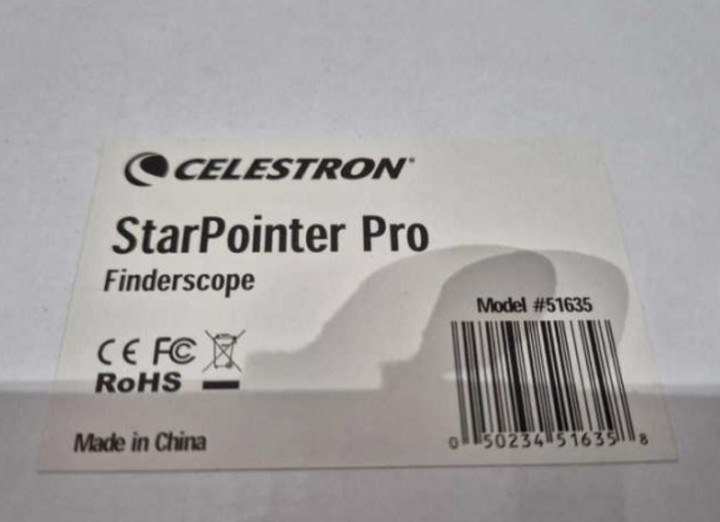 CELESTRON®
StarPointer Pro
Finderscope
Model #51635
CE FC
RoHS
Made in China
0 50234 51635 8